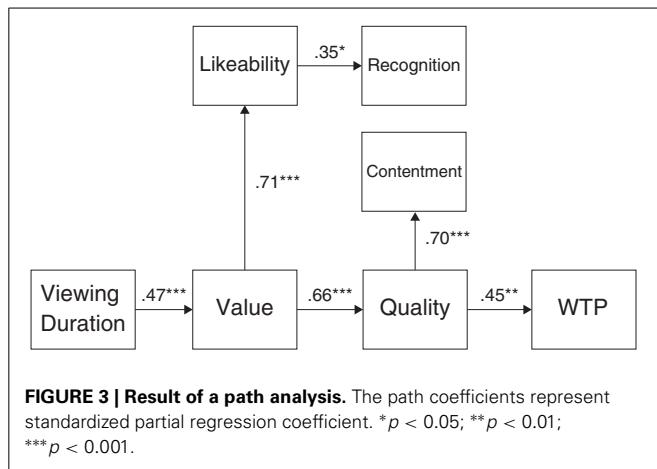 Likeability
.35*
Recognition
Contentment
.71***
.70***
Viewing
Duration
.47***
Value
.66***
Quality
.45**
WTP
FIGURE 3 | Result of a path analysis. The path coefficients represent
standardized partial regression coefficient. *p < 0.05; **p < 0.01;
***p < 0.001.